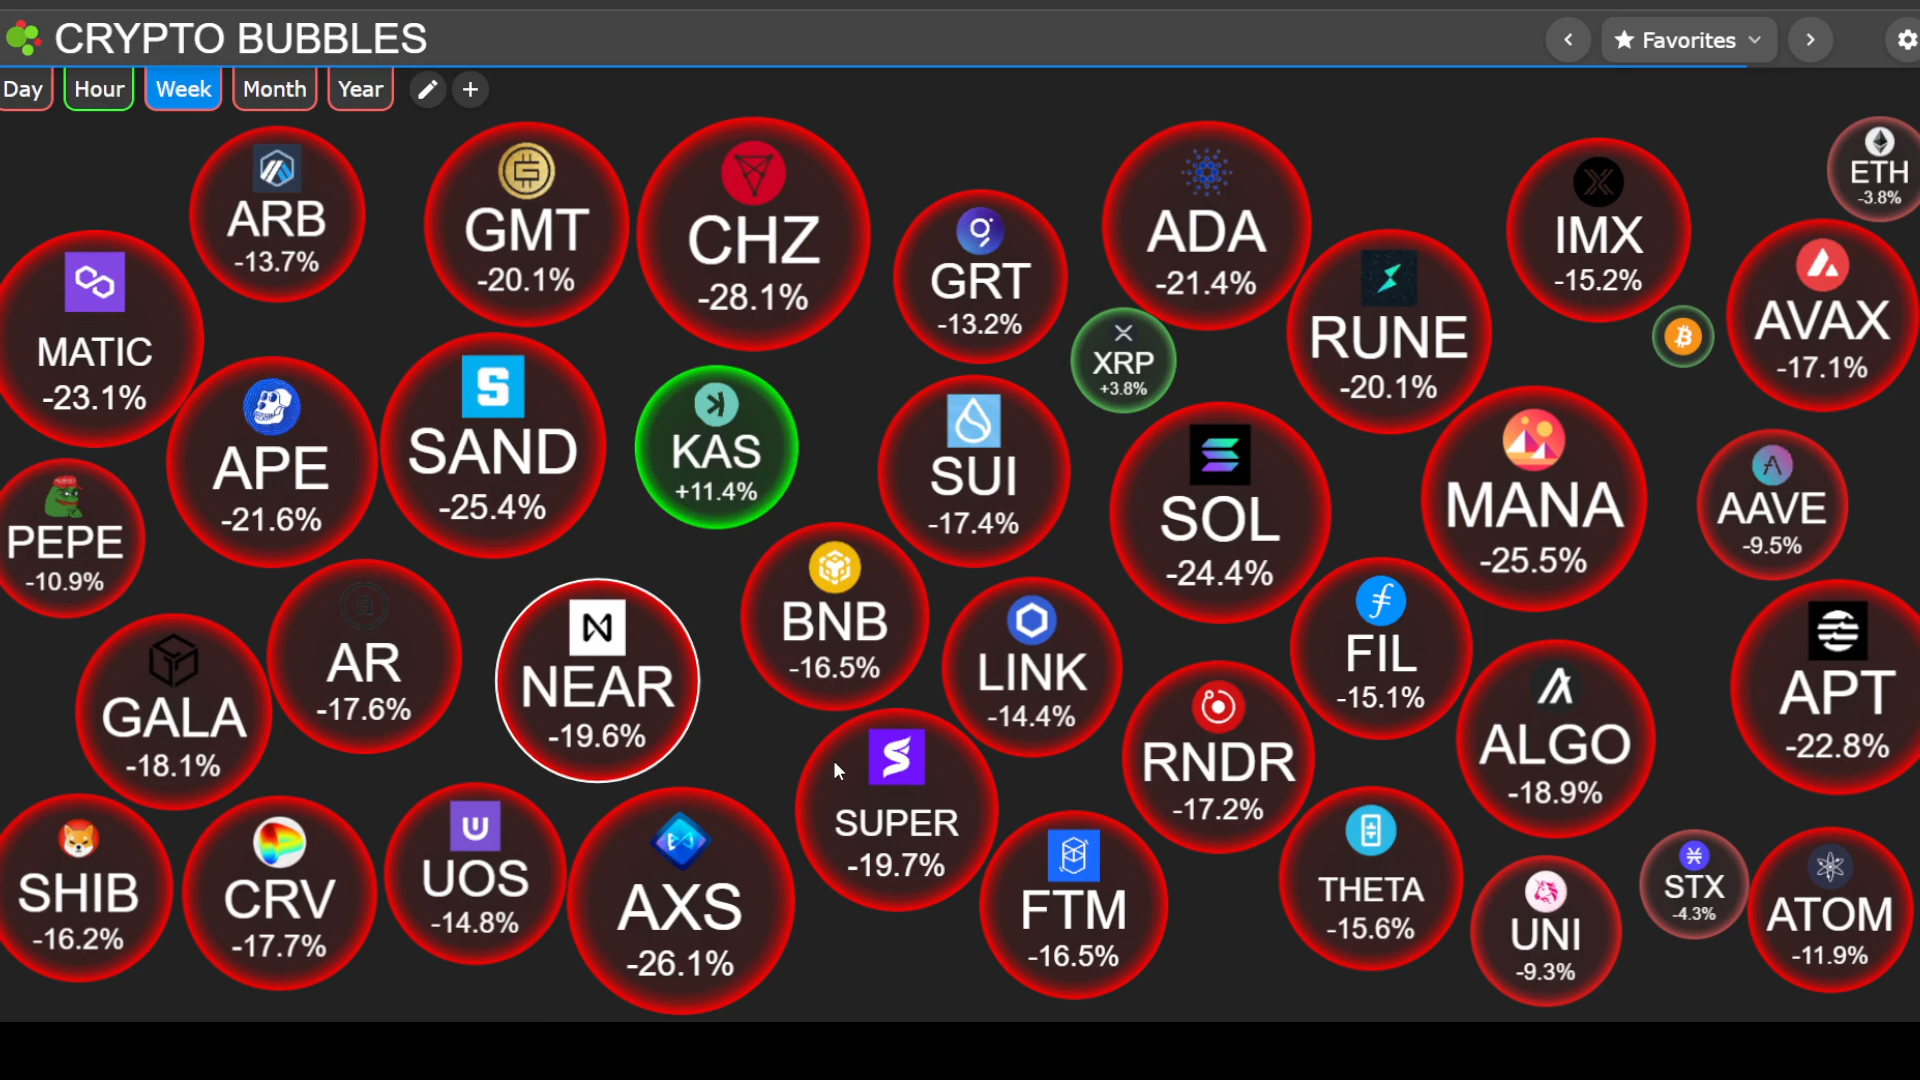 CRYPTO BUBBLES
Favorites
Day Hour Week Month Year
ARB
-13.7%
GMT
-20.1%
CHZ
-28.1%
GRT
-13.2%
ADA
-21.4%
IMX
-15.2%
ETH
-3.8%
MATIC
-23.1%
XRP
+3.8%
RUNE
-20.1%
AVAX
-17.1%
APE
-21.6%
SAND
-25.4%
KAS
+11.4%
SUI
-17.4%
SOL
-24.4%
MANA
-25.5%
AAVE
-9.5%
PEPE
-10.9%
AR
-17.6%
NEAR
-19.6%
BNB
-16.5%
LINK
-14.4%
FIL
-15.1%
GALA
-18.1%
SUPER
-19.7%
RNDR
-17.2%
ALGO
-18.9%
APT
-22.8%
SHIB
-16.2%
CRV
-17.7%
UOS
-14.8%
AXS
-26.1%
FTM
-16.5%
THETA
-15.6%
UNI
-9.3%
STX
-4.3%
ATOM
-11.9%